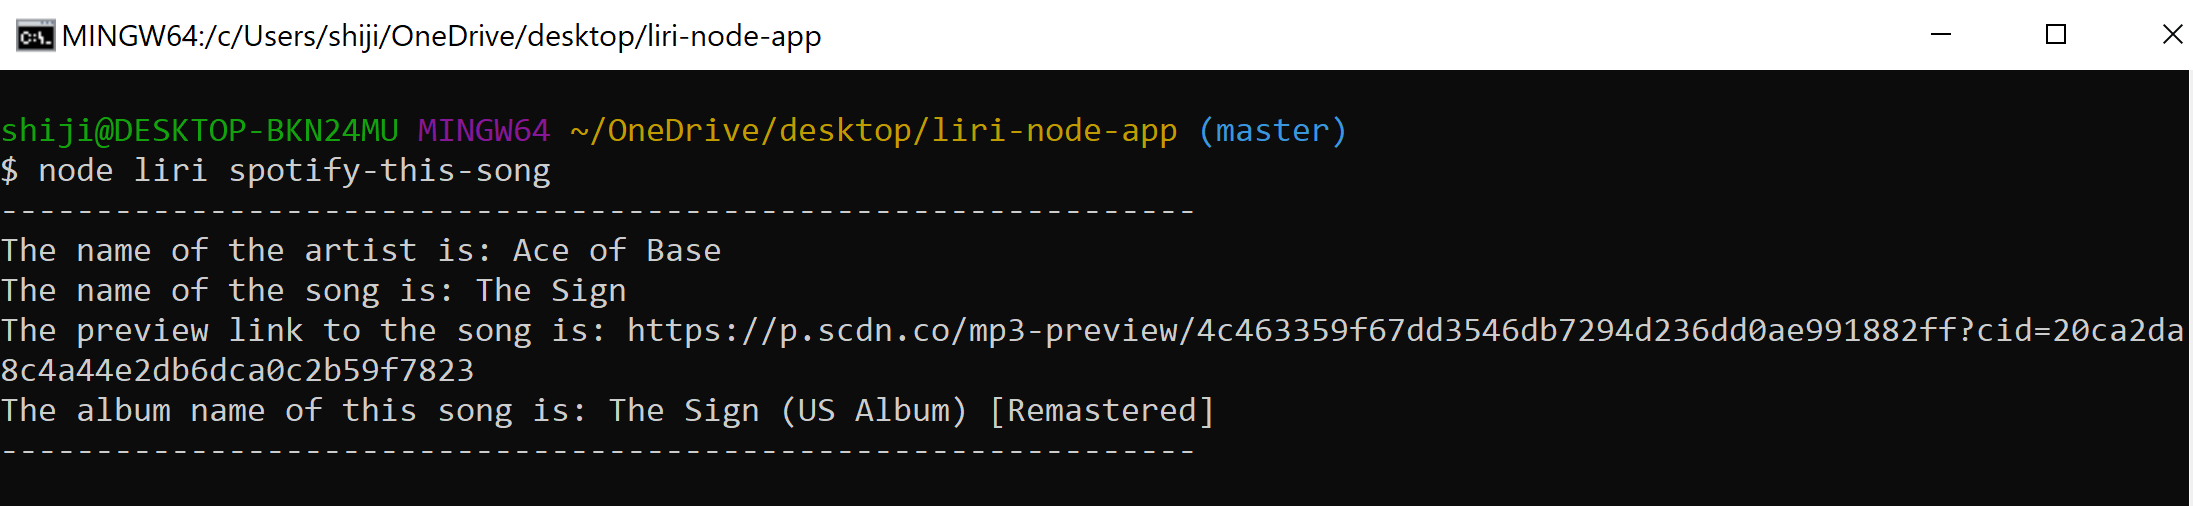 MINGW64:/c/Users/shiji/OneDrive/desktop/liri-node-app
shiji@DESKTOP-BKN24MU MINGW64 ~/OneDrive/desktop/liri-node-app (master)
$ node liri spotify-this-song
---------------------------------------------------------------
The name of the artist is: Ace of Base
The name of the song is: The Sign
The preview link to the song is: https://p.scdn.co/mp3-preview/4c463359f67dd3546db7294d236dd0ae991882ff?cid=20ca2da
8c4a44e2db6dca0c2b59f7823
The album name of this song is: The Sign (US Album) [Remastered]
---------------------------------------------------------------